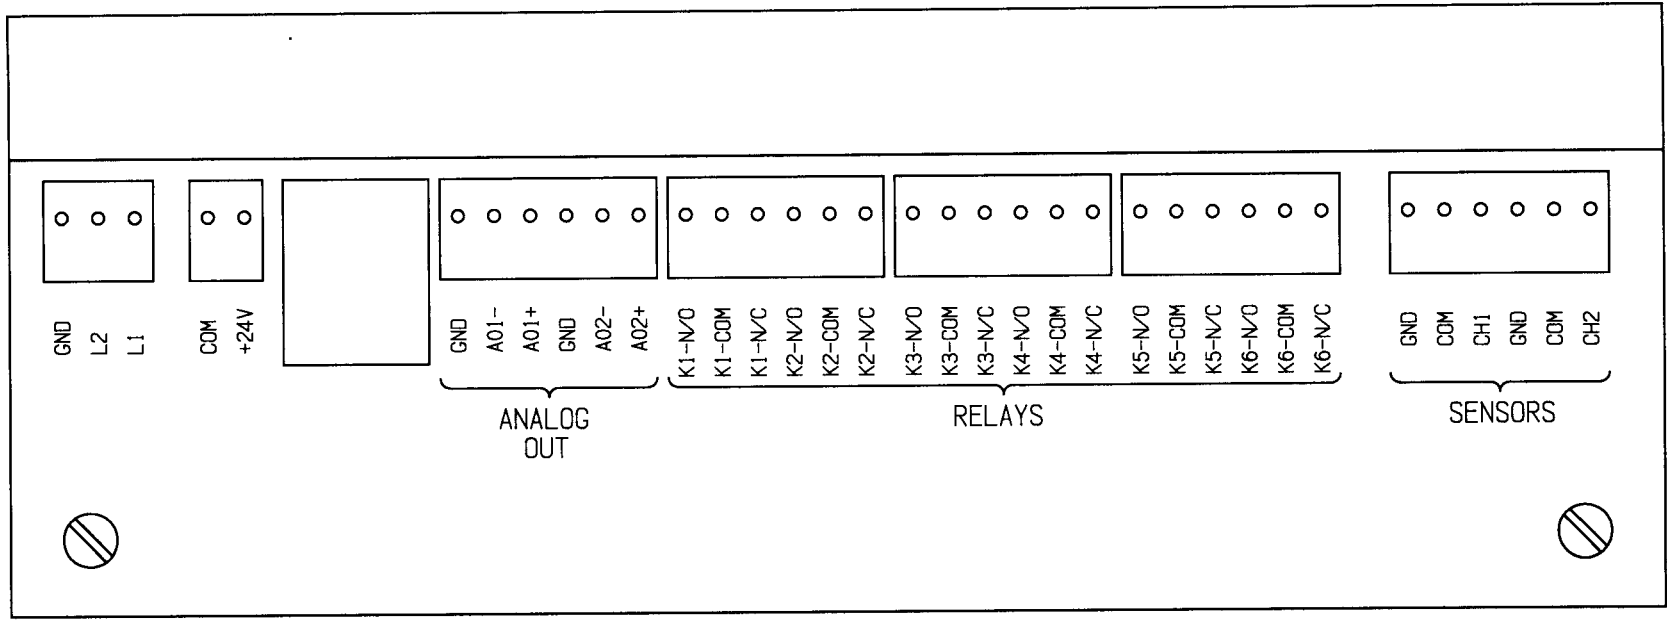 GND
L2
L1
COM
+24V
GND
AO1-
AO1+
GND
AO2-
AO2+
K1-N/O
K1-COM
K1-N/C
K2-N/O
K2-COM
K2-N/C
K3-N/O
K3-COM
K3-N/C
K4-N/O
K4-COM
K4-N/C
K5-N/O
K5-COM
K5-N/C
K6-N/O
K6-COM
K6-N/C
GND
COM
CH1
GND
COM
CH2
ANALOG
OUT
RELAYS
SENSORS